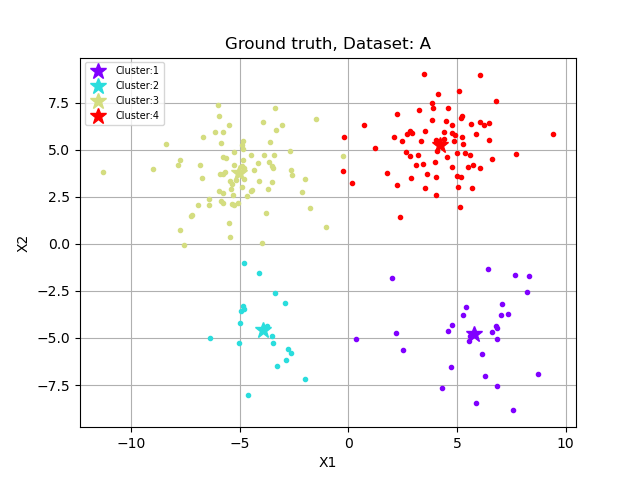 Ground truth, Dataset: A
Cluster:1
Cluster:2
Cluster:3
Cluster:4
7.5
5.0
2.5
0.0
−2.5
−5.0
−7.5
X2
−10
−5
0
5
10
X1